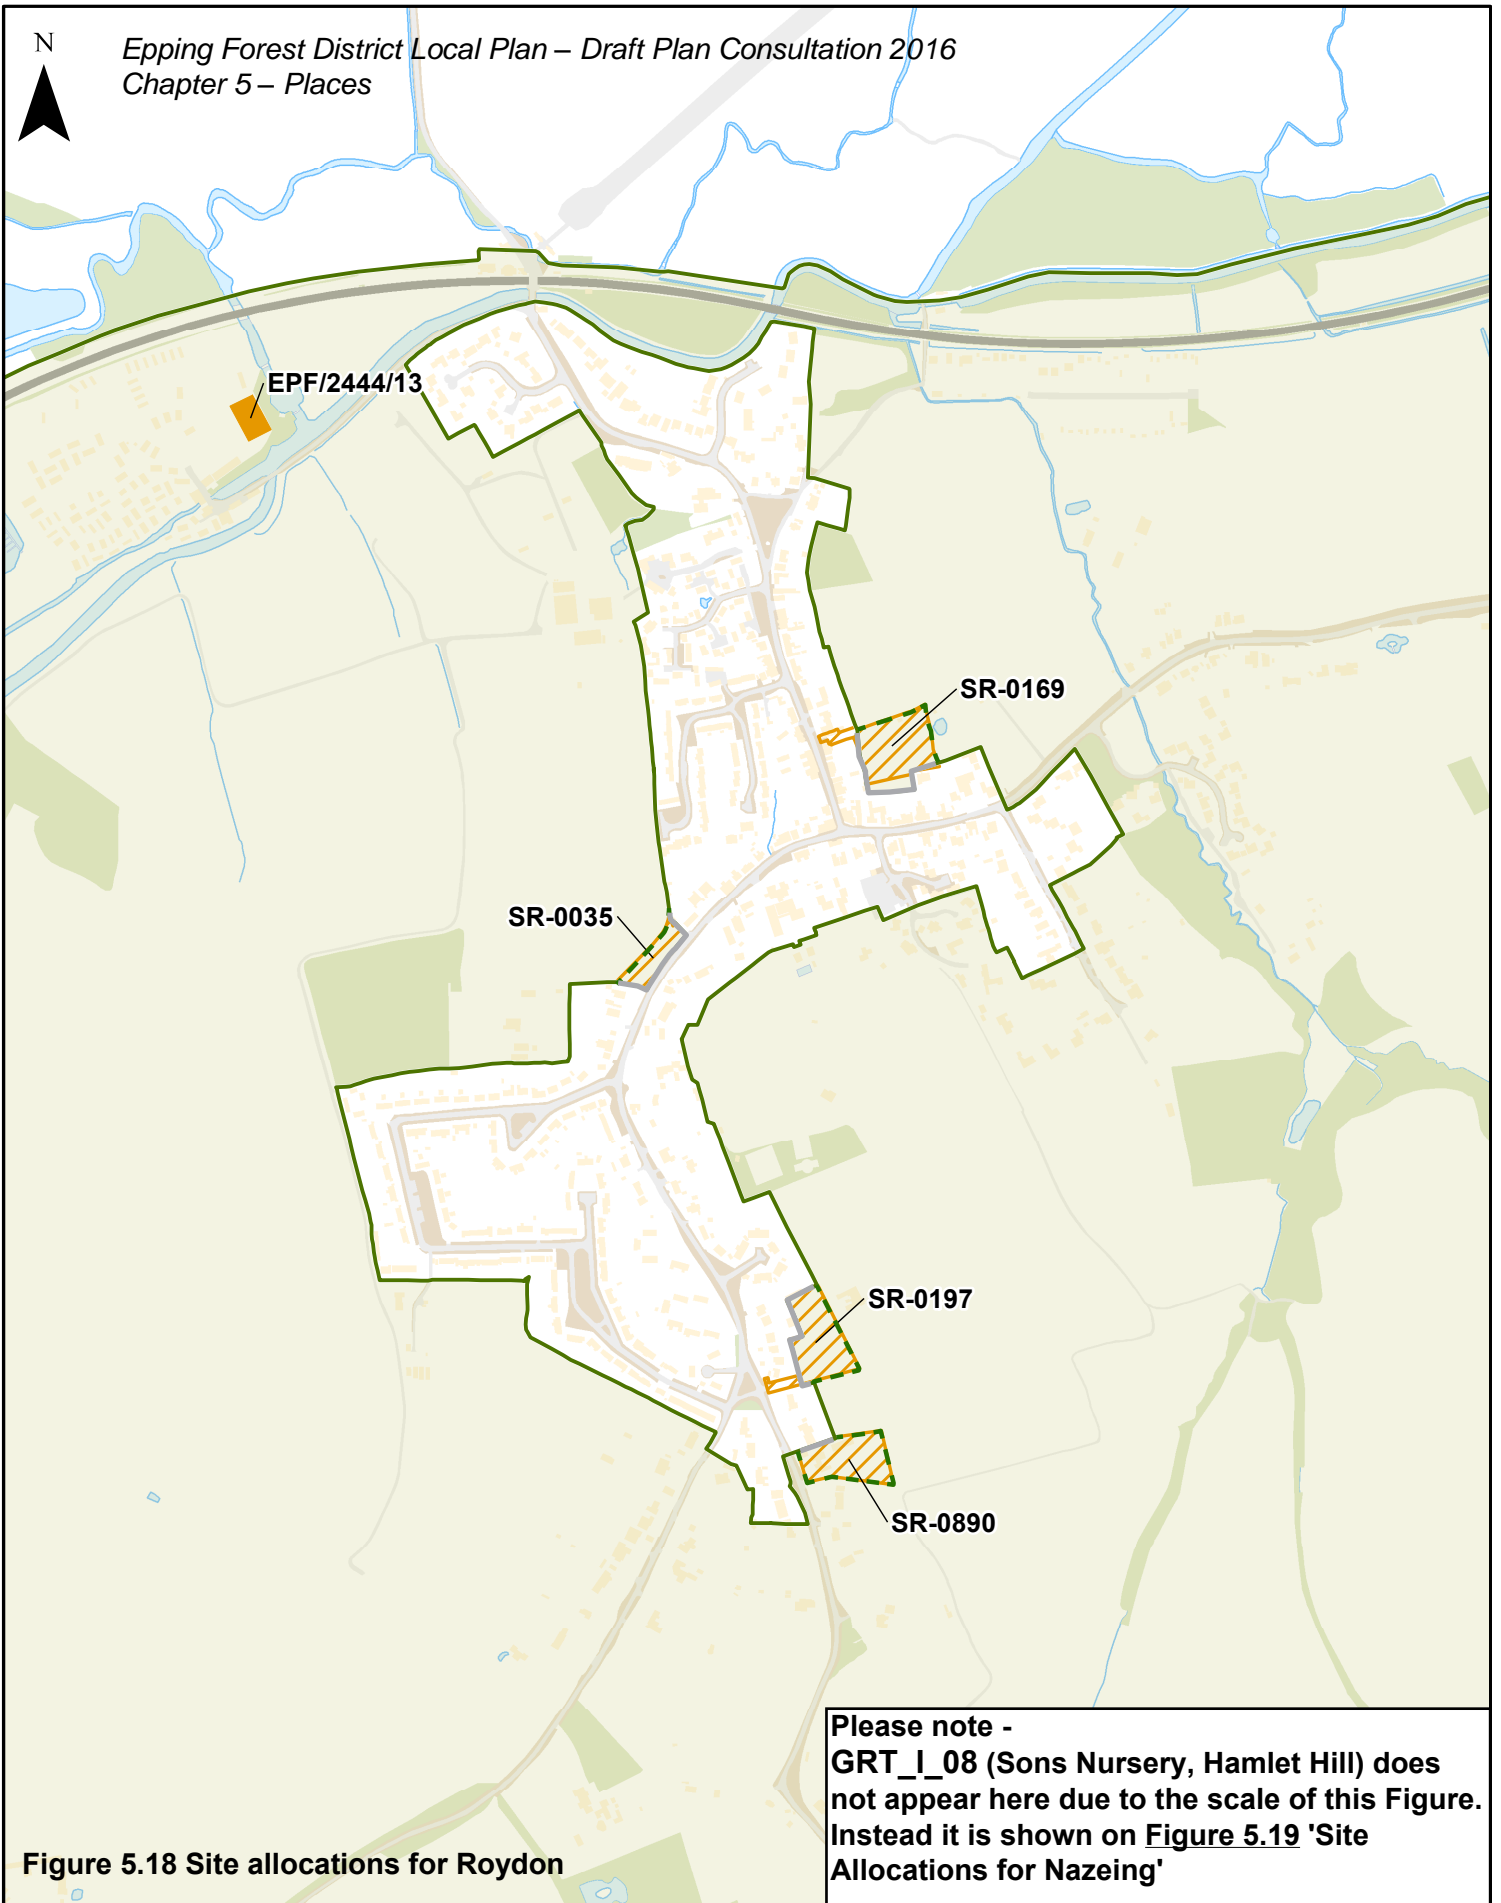 N
Epping Forest District Local Plan – Draft Plan Consultation 2016
Chapter 5 – Places
EPF/2444/13
SR-0169
SR-0035
SR-0197
SR-0890
Please note -
GRT_I_08 (Sons Nursery, Hamlet Hill) does
not appear here due to the scale of this Figure.
Instead it is shown on Figure 5.19 'Site
Allocations for Nazeing'
Figure 5.18 Site allocations for Roydon